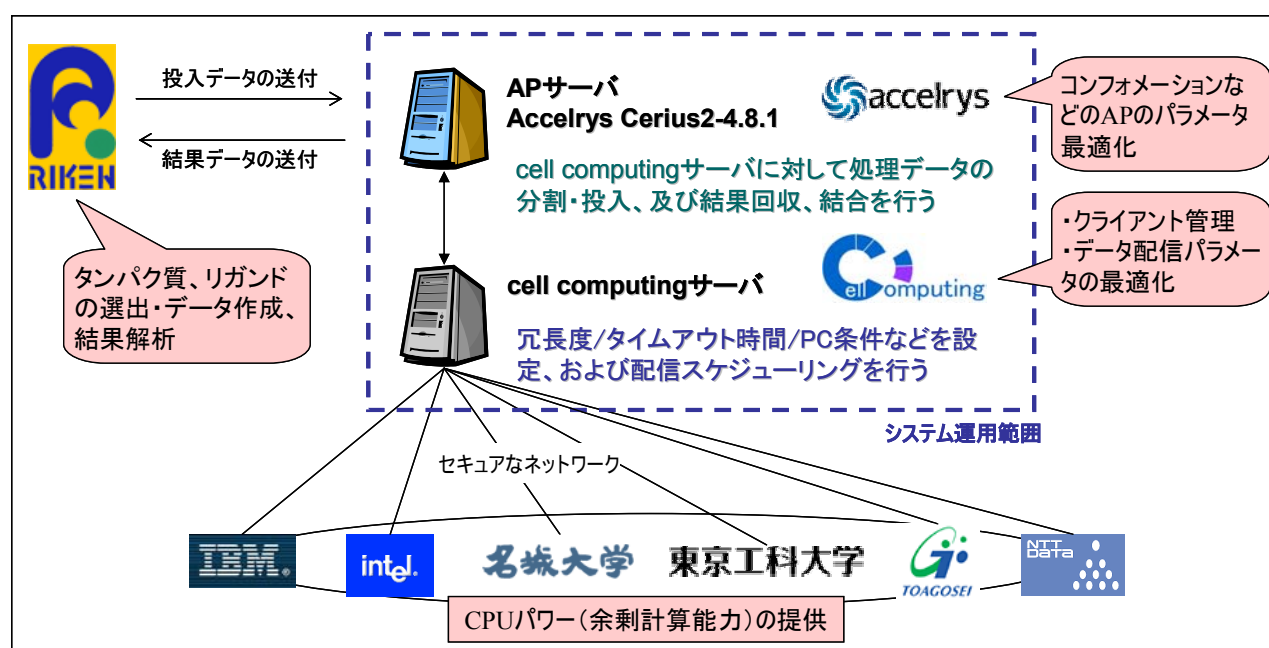 RIKEN
投入データの送付
結果データの送付
APサーバ
Accelrys Cerius2-4.8.1
accelrys
コンフォメーションな
どのAPのパラメータ
最適化
cell computingサーバに対して処理データの
分割・投入、及び結果回収、結合を行う
タンパク質、リガンド
の選出・データ作成、
結果解析
cell computingサーバ
Cell Computing
・クライアント管理
・データ配信パラメー
タの最適化
冗長度/タイムアウト時間/PC条件などを設
定、および配信スケジューリングを行う
システム運用範囲
セキュアなネットワーク
IBM®
intel.
名城大学
東京工科大学
TOAGOSEI
NTT
DaTa
CPUパワー（余剰計算能力）の提供